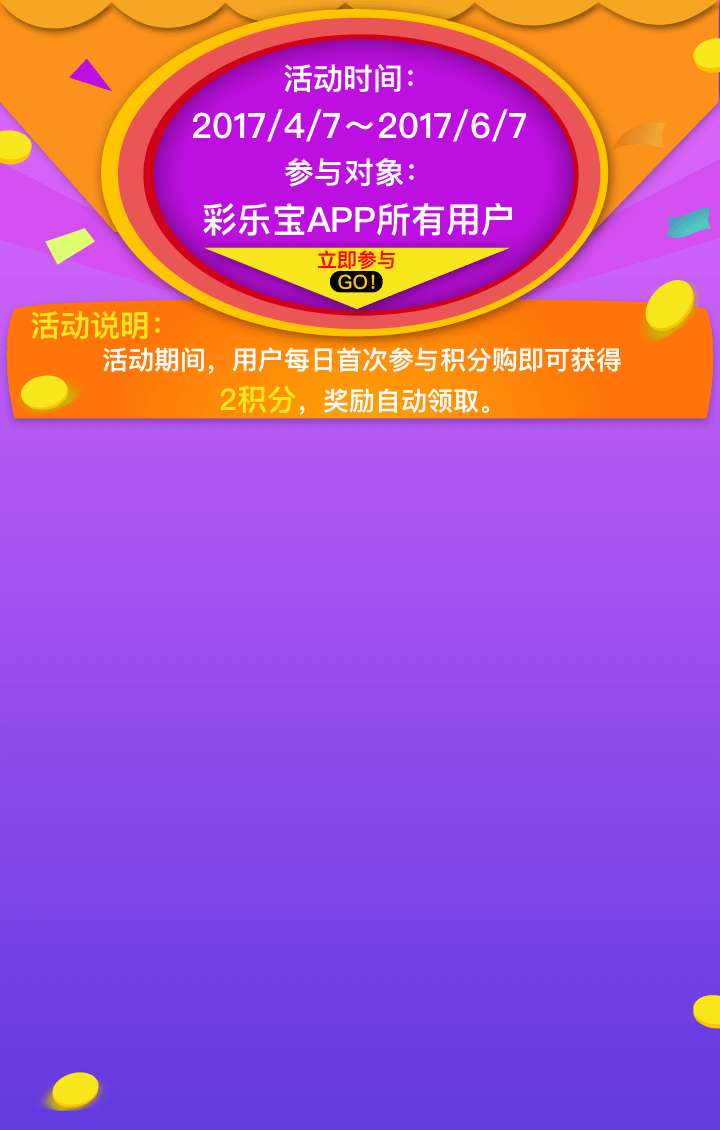 活动时间：
2017/4/7～2017/6/7
参与对象：
彩乐宝APP所有用户
立即参与
GO!
活动说明：
活动期间，用户每日首次参与积分购即可获得
2积分，奖励自动领取。